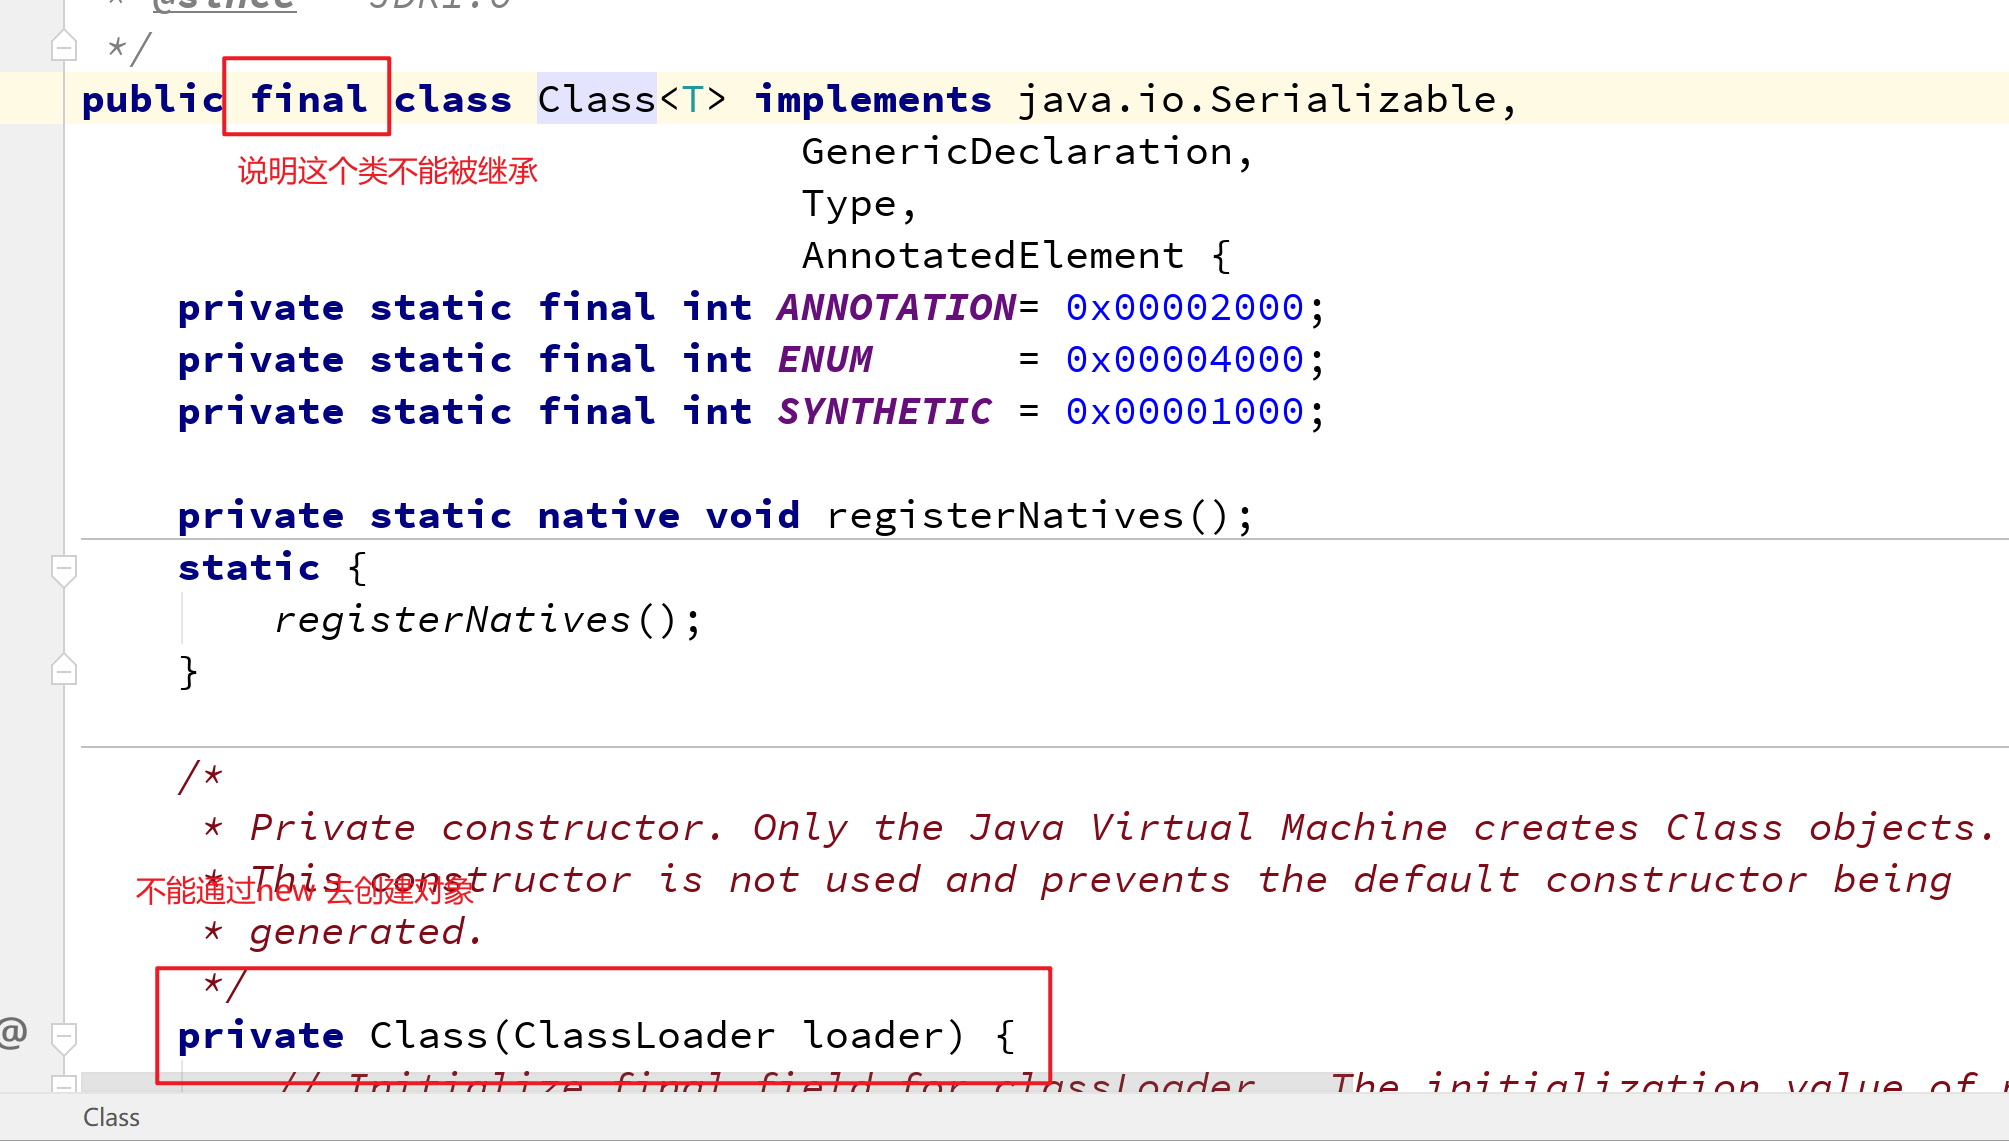 * @since   JDK1.0
*/
public final class Class<T> implements java.io.Serializable,
说明这个类不能被继承
GenericDeclaration,
Type,
AnnotatedElement {
private static final int ANNOTATION= 0x00002000;
private static final int ENUM      = 0x00004000;
private static final int SYNTHETIC = 0x00001000;
private static native void registerNatives();
static {
registerNatives();
}
/*
* Private constructor. Only the Java Virtual Machine creates Class objects.
* This constructor is not used and prevents the default constructor being
不能通过new 去创建对象
* generated.
*/
@
private Class(ClassLoader loader) {
// Initialize final field for classLoader.  The initialization value of
Class